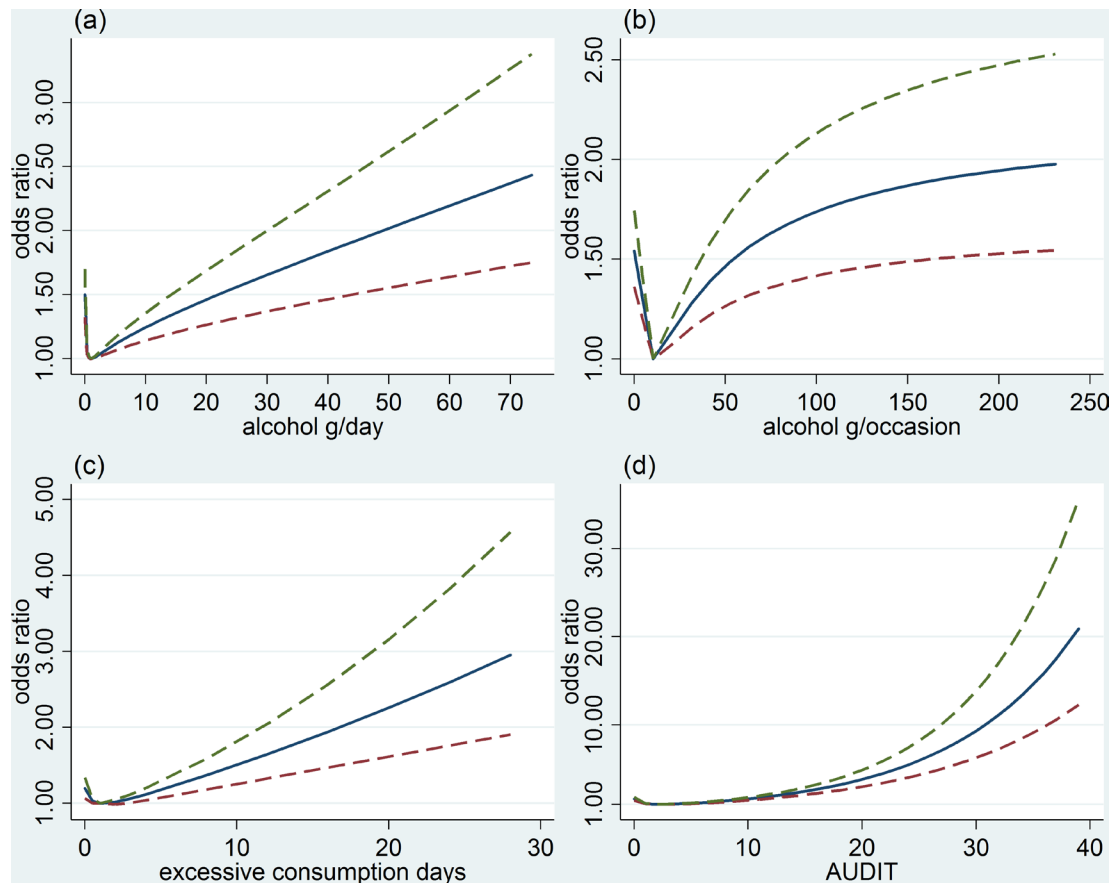 (a)
odds ratio
1.00 1.50 2.00 2.50 3.00
0 10 20 30 40 50 60 70
alcohol g/day
(b)
odds ratio
1.00 1.50 2.00 2.50
0 50 100 150 200 250
alcohol g/occasion
(c)
odds ratio
1.00 2.00 3.00 4.00 5.00
0 10 20 30
excessive consumption days
(d)
odds ratio
1.00 10.00 20.00 30.00
0 10 20 30 40
AUDIT